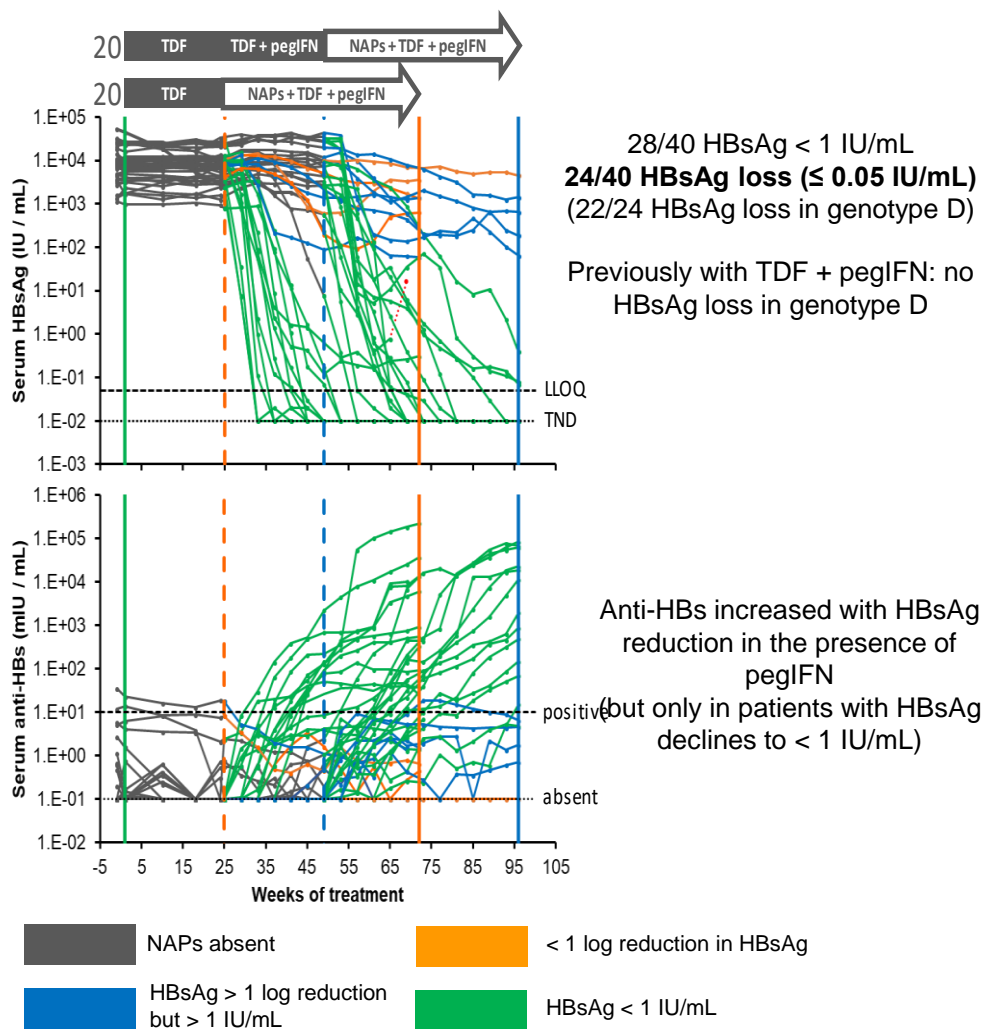 20 TDF TDF + pegIFN NAPs + TDF + pegIFN
20 TDF NAPs + TDF + pegIFN
Serum HBsAg (IU / mL)
1.E+05
1.E+04
1.E+03
1.E+02
1.E+01
1.E+00
1.E-01
1.E-02
1.E-03
LLOQ
TND
28/40 HBsAg < 1 IU/mL
24/40 HBsAg loss (≤ 0.05 IU/mL)
(22/24 HBsAg loss in genotype D)
Previously with TDF + pegIFN: no
HBsAg loss in genotype D
Serum anti-HBs (mIU / mL)
1.E+06
1.E+05
1.E+04
1.E+03
1.E+02
1.E+01
1.E+00
1.E-01
1.E-02
positive
absent
-5 5 15 25 35 45 55 65 75 85 95 105
Weeks of treatment
Anti-HBs increased with HBsAg
reduction in the presence of
pegIFN
(but only in patients with HBsAg
declines to < 1 IU/mL)
NAPs absent
< 1 log reduction in HBsAg
HBsAg > 1 log reduction
but > 1 IU/mL
HBsAg < 1 IU/mL